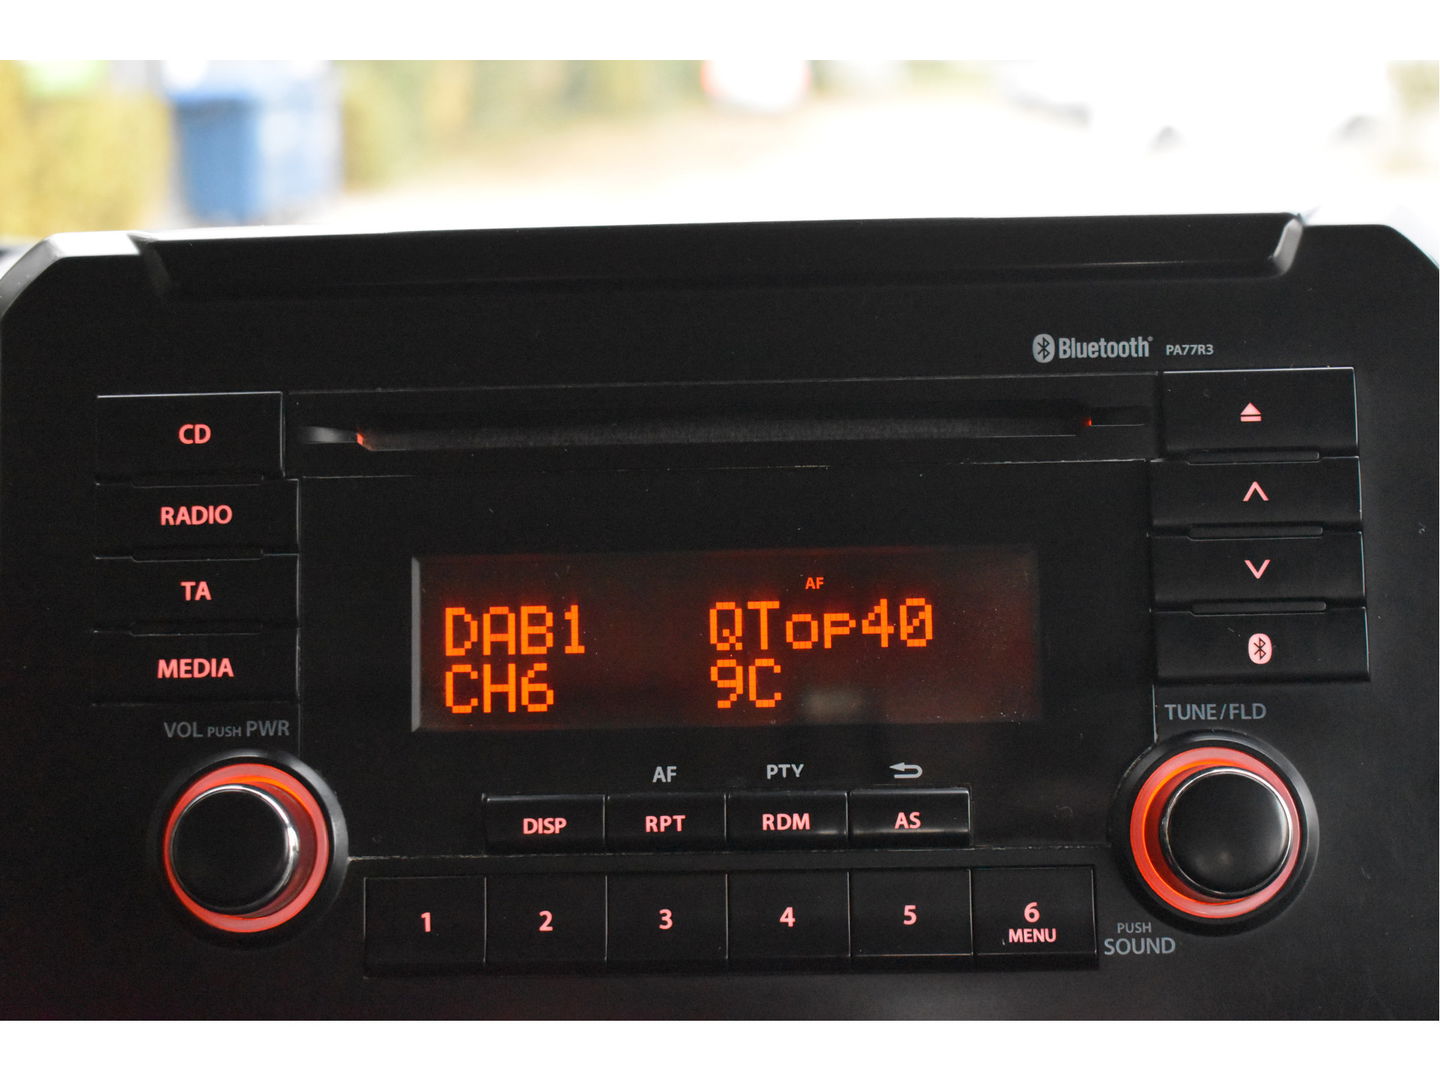 Bluetooth® PA77R3
CD
RADIO
TA
MEDIA
VOL PUSH PWR
AF
DAB1 QTop40
CH6 9C
TUNE/FLD
AF PTY
DISP RPT RDM AS
1 2 3 4 5 6
MENU
PUSH
SOUND